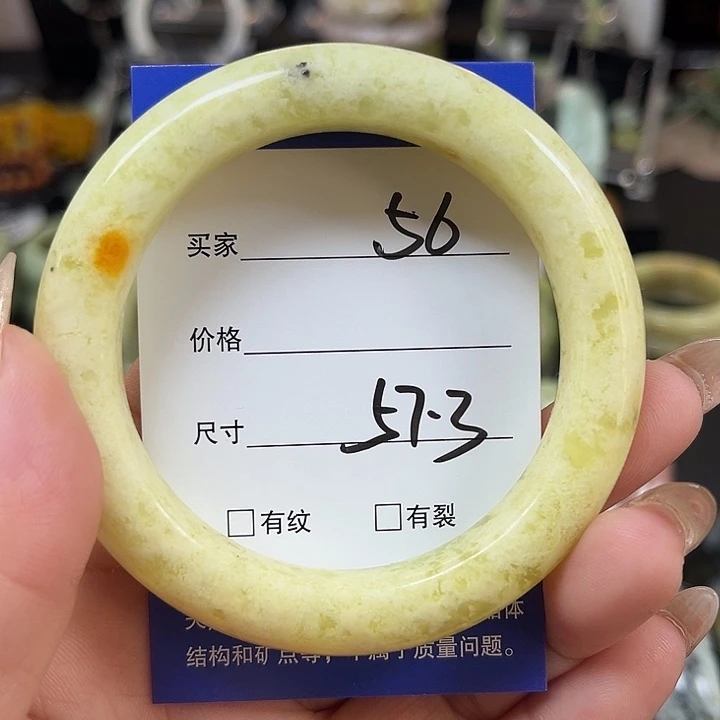 买家 56
价格
尺寸 57.3
□有纹 □有裂
结构和矿点等，不属于质量问题。